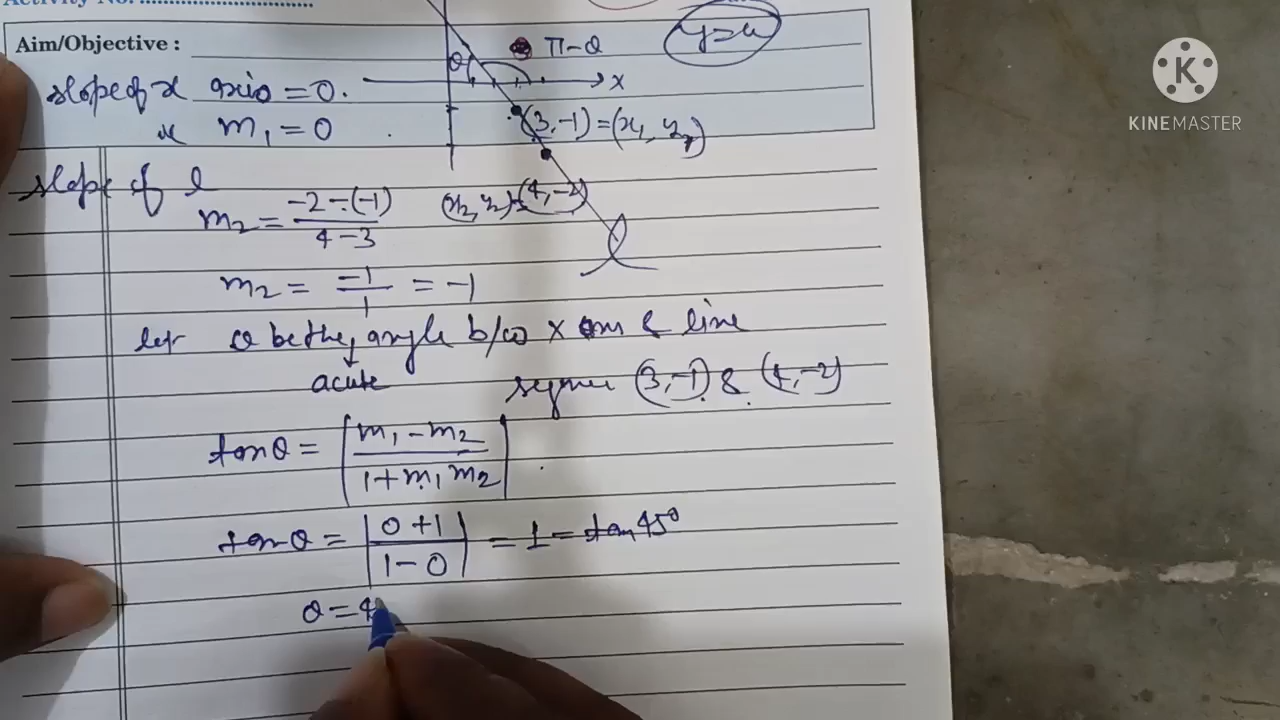 Activity No. :
Aim/Objective :
θ π-θ y=
slope of x axis = 0. x
m₁ = 0 (3,-1)=(x₁, y₁)
slope of l
m₂ = -2-(-1) / 4-3 (x₂, y₂) = (4,-2)
l
m₂ = -1/1 = -1
let θ be the angle b/w x & line
acute (3,-1) & (4,-2)
tanθ = |m₁-m₂ / 1+m₁m₂|
tanθ = |0+1 / 1-0| = 1 = tan45°
θ=4
K
KINEMASTER